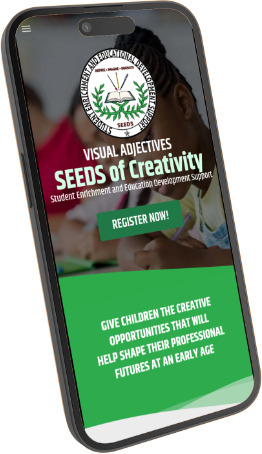 STUDENT ENRICHMENT AND EDUCATIONAL DEVELOPMENT SUPPORT
SEEDS
VISUAL ADJECTIVES
SEEDS of Creativity
Student Enrichment and Education Development Support
REGISTER NOW!
GIVE CHILDREN THE CREATIVE
OPPORTUNITIES THAT WILL
HELP SHAPE THEIR PROFESSIONAL
FUTURES AT AN EARLY AGE